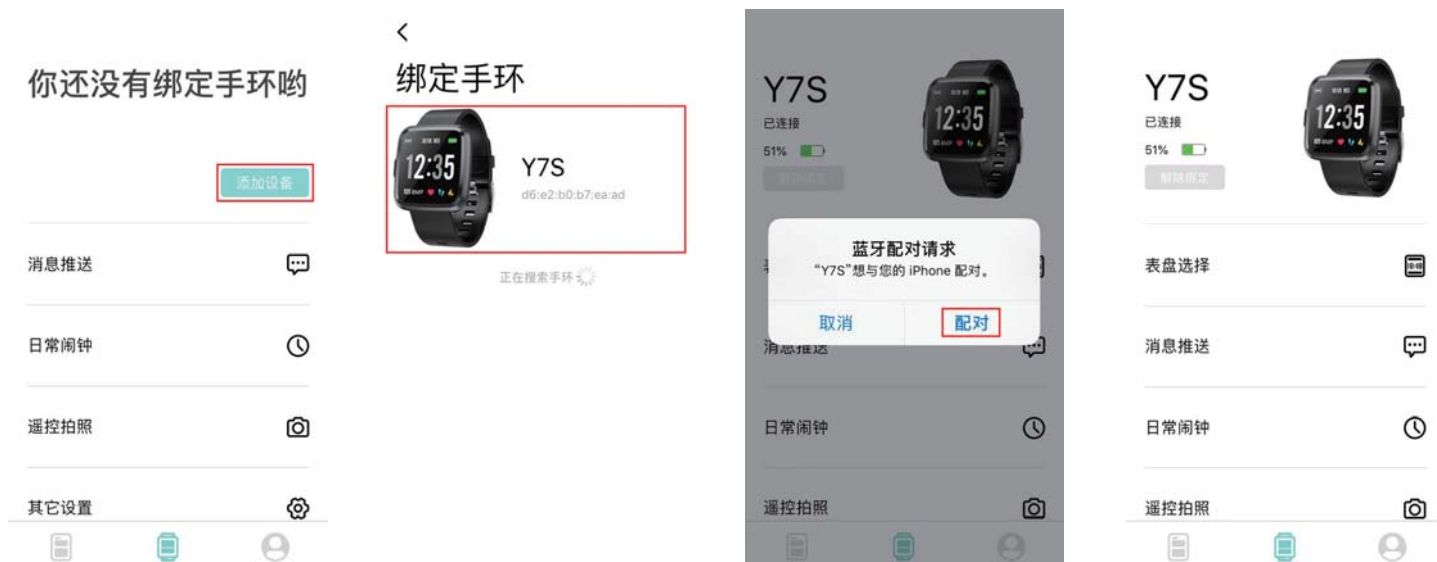 你还没有绑定手环哟
添加设备
消息推送
日常闹钟
遥控拍照
其它设置
绑定手环
12:35
Y7S
d6:e2:b0:b7:ea:ad
正在搜索手环
Y7S
已连接
51%
12:35
蓝牙配对请求
“Y7S”想与您的 iPhone 配对。
取消
配对
消息推送
日常闹钟
遥控拍照
Y7S
已连接
51%
解除绑定
12:35
表盘选择
消息推送
日常闹钟
遥控拍照